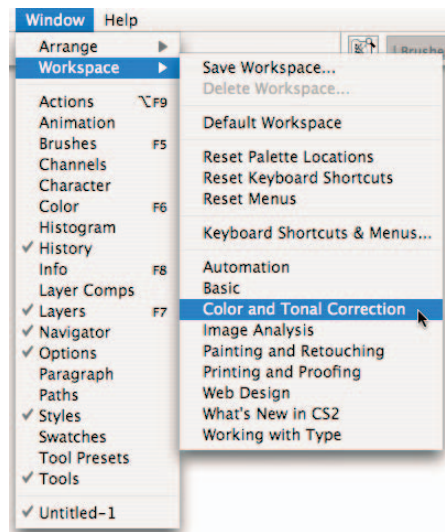 Window Help
Arrange ▶
Workspace ▶
Actions ⌥F9
Animation
Brushes F5
Channels
Character
Color F6
Histogram
✓ History
Info F8
Layer Comps
✓ Layers F7
✓ Navigator
✓ Options
Paragraph
Paths
✓ Styles
Swatches
Tool Presets
✓ Tools
✓ Untitled-1
Save Workspace...
Delete Workspace...
Default Workspace
Reset Palette Locations
Reset Keyboard Shortcuts
Reset Menus
Keyboard Shortcuts & Menus...
Automation
Basic
Color and Tonal Correction
Image Analysis
Painting and Retouching
Printing and Proofing
Web Design
What's New in CS2
Working with Type